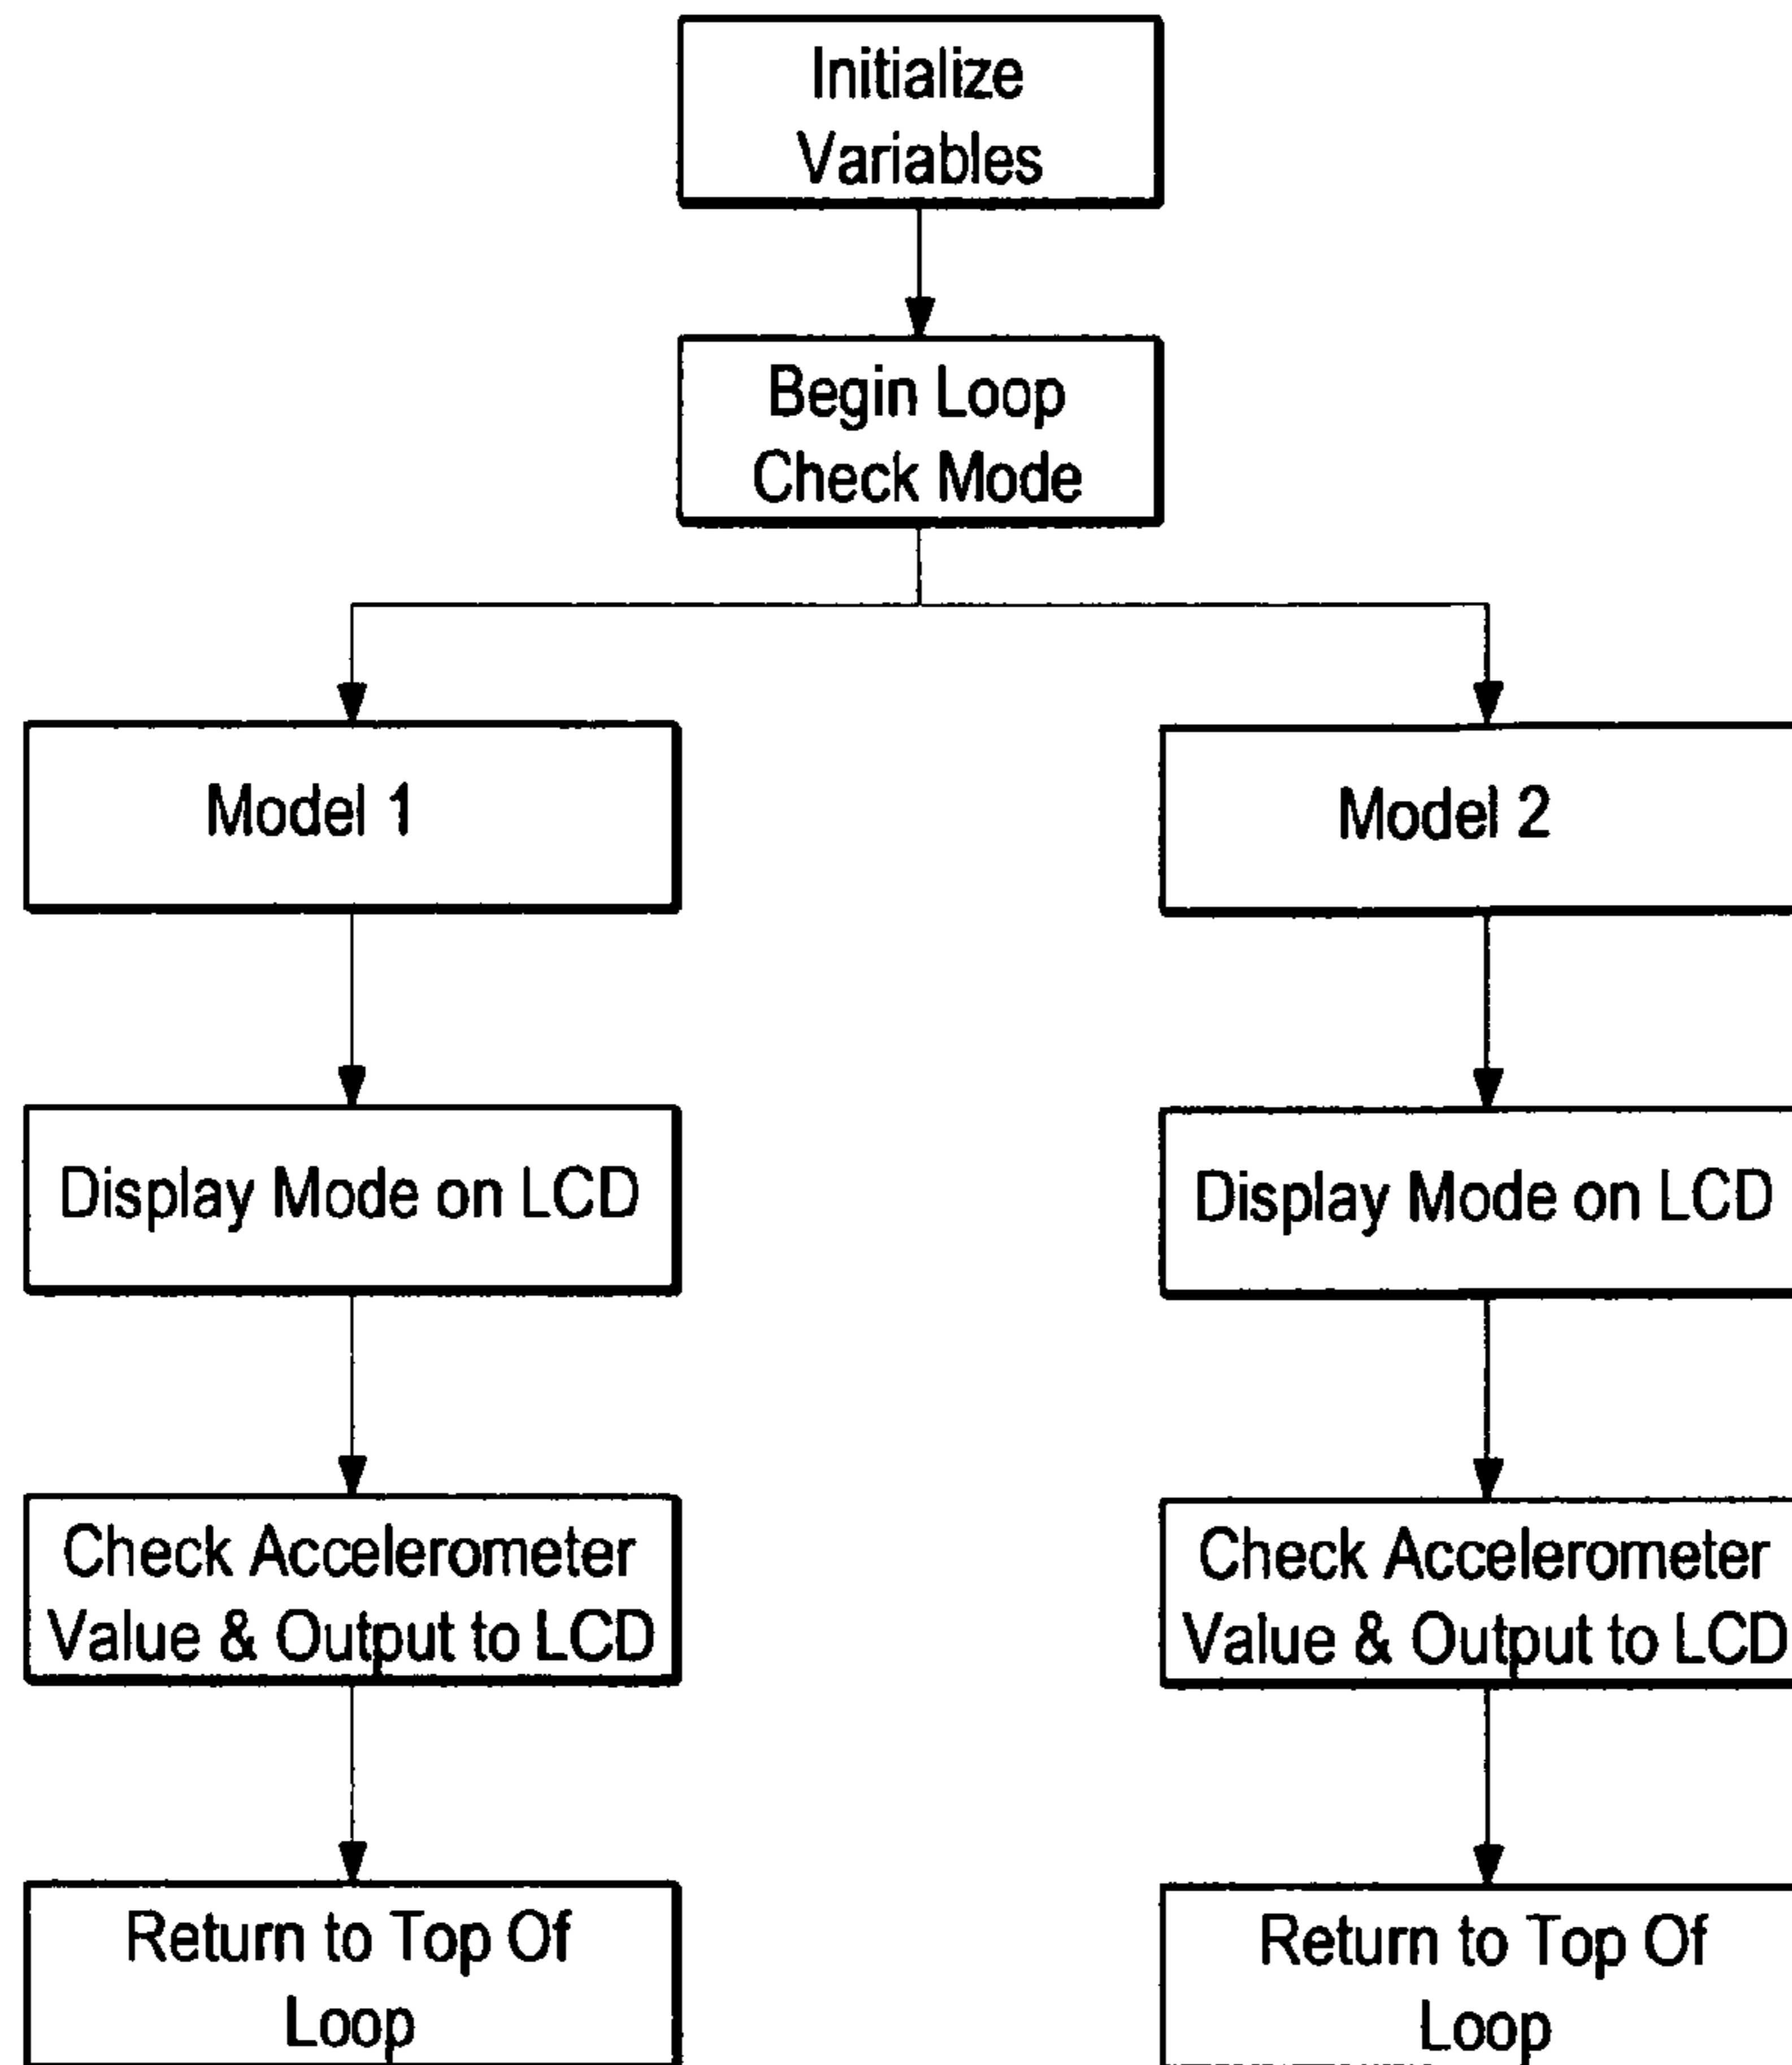 Initialize
Variables
Begin Loop
Check Mode
Model 1
Model 2
Display Mode on LCD
Display Mode on LCD
Check Accelerometer
Value & Output to LCD
Check Accelerometer
Value & Output to LCD
Return to Top Of
Loop
Return to Top Of
Loop